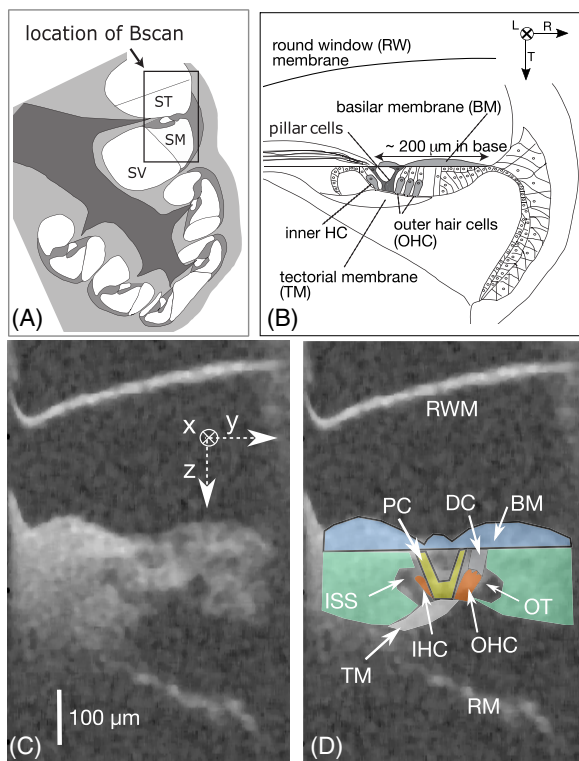 location of Bscan
ST
SM
SV
(A)
L
R
T
round window (RW)
membrane
basilar membrane (BM)
pillar cells
~ 200 µm in base
inner HC
outer hair cells
(OHC)
tectorial membrane
(TM)
(B)
x
y
z
100 µm
(C)
RWM
PC
DC
BM
ISS
OT
IHC
OHC
TM
RM
(D)